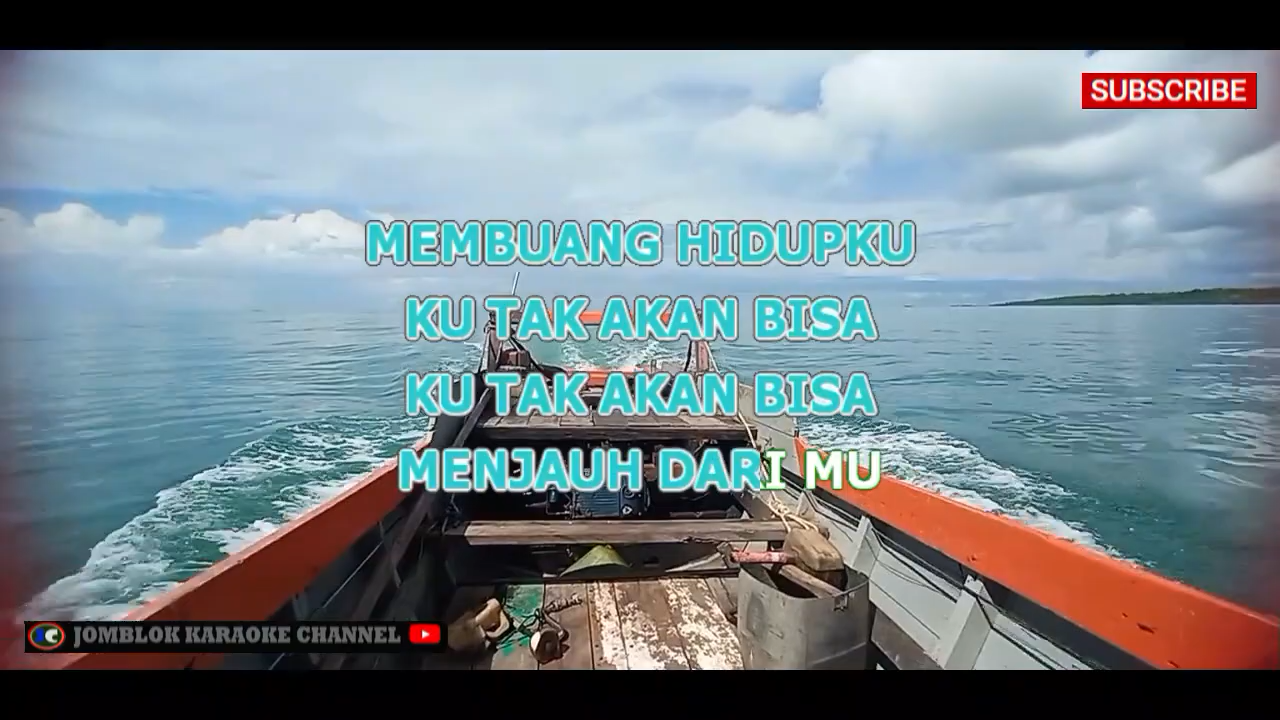 SUBSCRIBE
MEMBUANG HIDUPKU
KU TAK AKAN BISA
KU TAK AKAN BISA
MENJAUH DARI MU
JOMBLOK KARAOKE CHANNEL